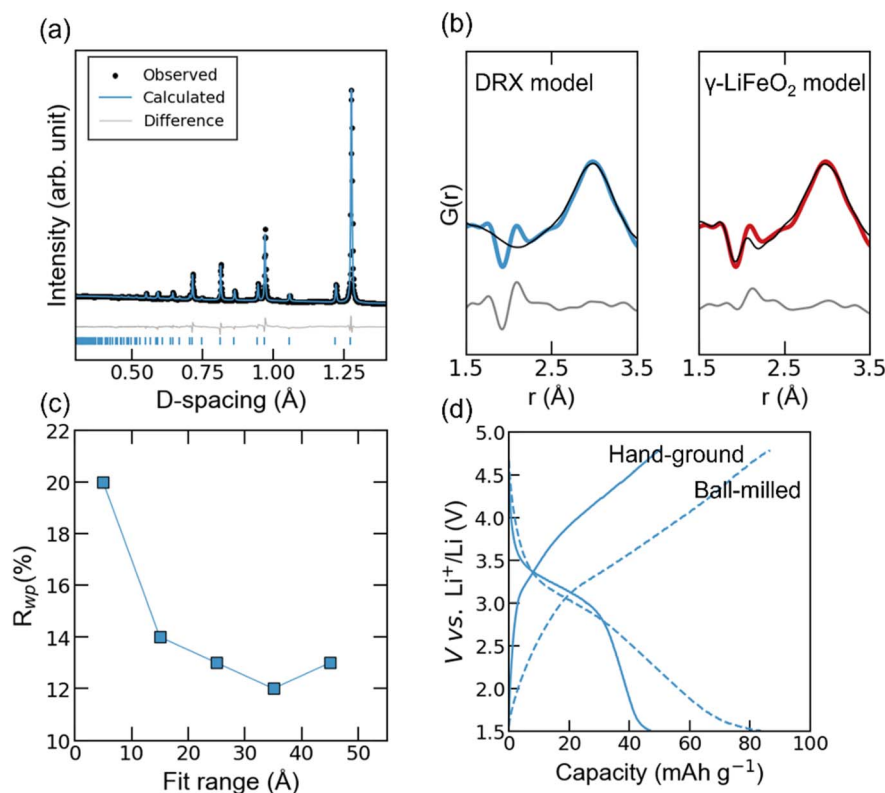 (a)
Observed
Calculated
Difference
Intensity (arb. unit)
0.50 0.75 1.00 1.25
D-spacing (Å)
(b)
DRX model
γ-LiFeO₂ model
G(r)
1.5 2.5 3.5
1.5 2.5 3.5
r (Å)
r (Å)
(c)
22
20
18
16
14
12
10
R_wp(%)
0 10 20 30 40 50
Fit range (Å)
(d)
5.0
4.5
4.0
3.5
3.0
2.5
2.0
1.5
Hand-ground
Ball-milled
V vs. Li⁺/Li (V)
0 20 40 60 80 100
Capacity (mAh g⁻¹)